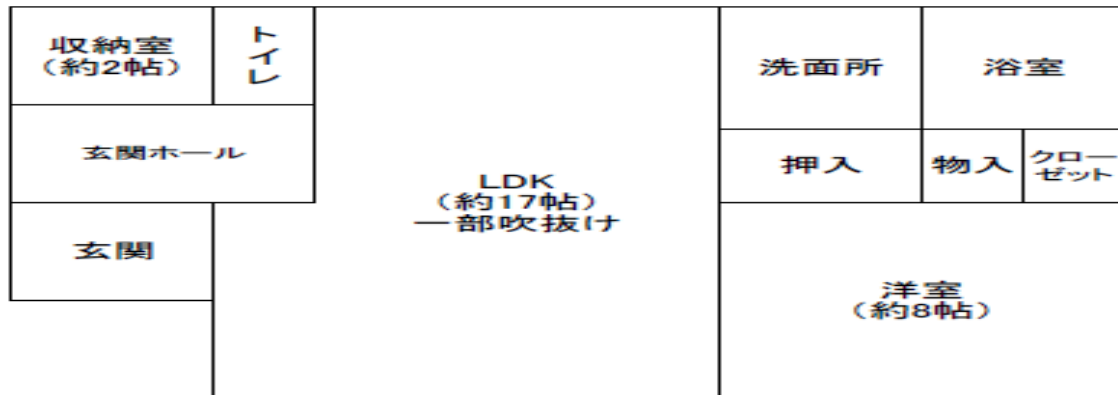 収納室
(約2帖)
トイレ
洗面所
浴室
玄関ホール
押入
物入
クロー
ゼット
LDK
(約17帖)
一部吹抜け
玄関
洋室
(約8帖)